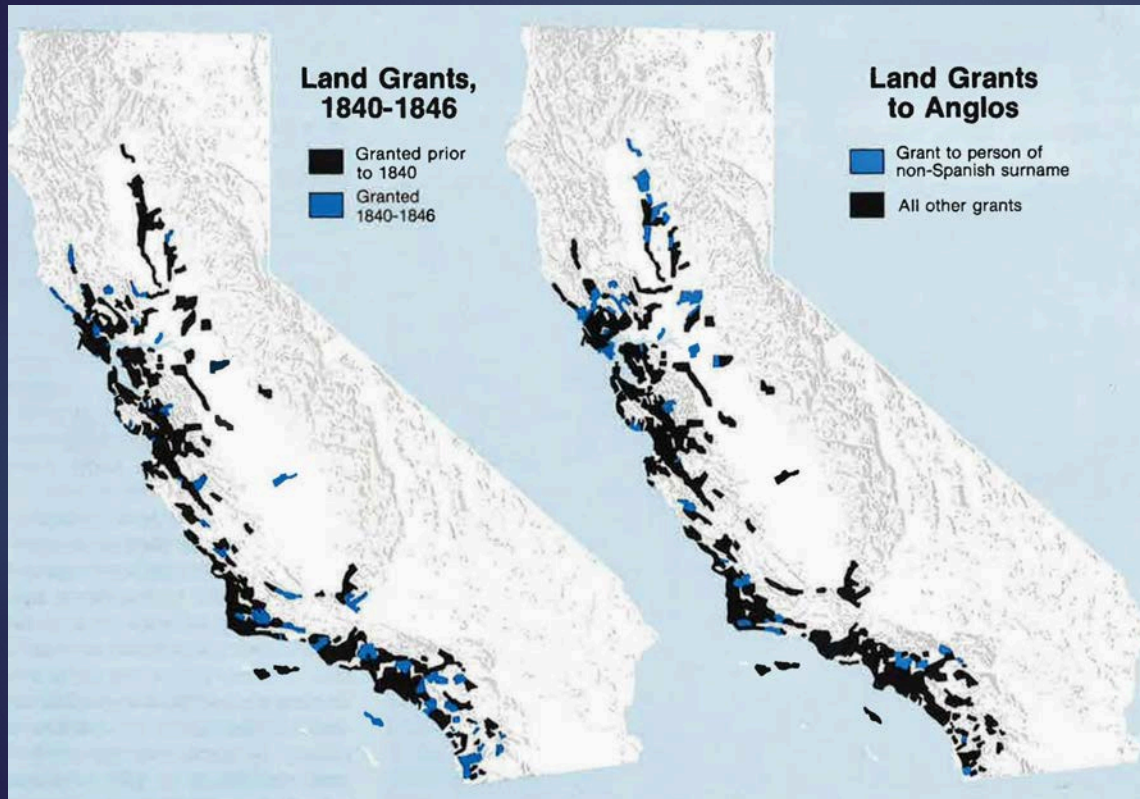 Land Grants,
1840-1846
Granted prior
to 1840
Granted
1840-1846
Land Grants
to Anglos
Grant to person of
non-Spanish surname
All other grants